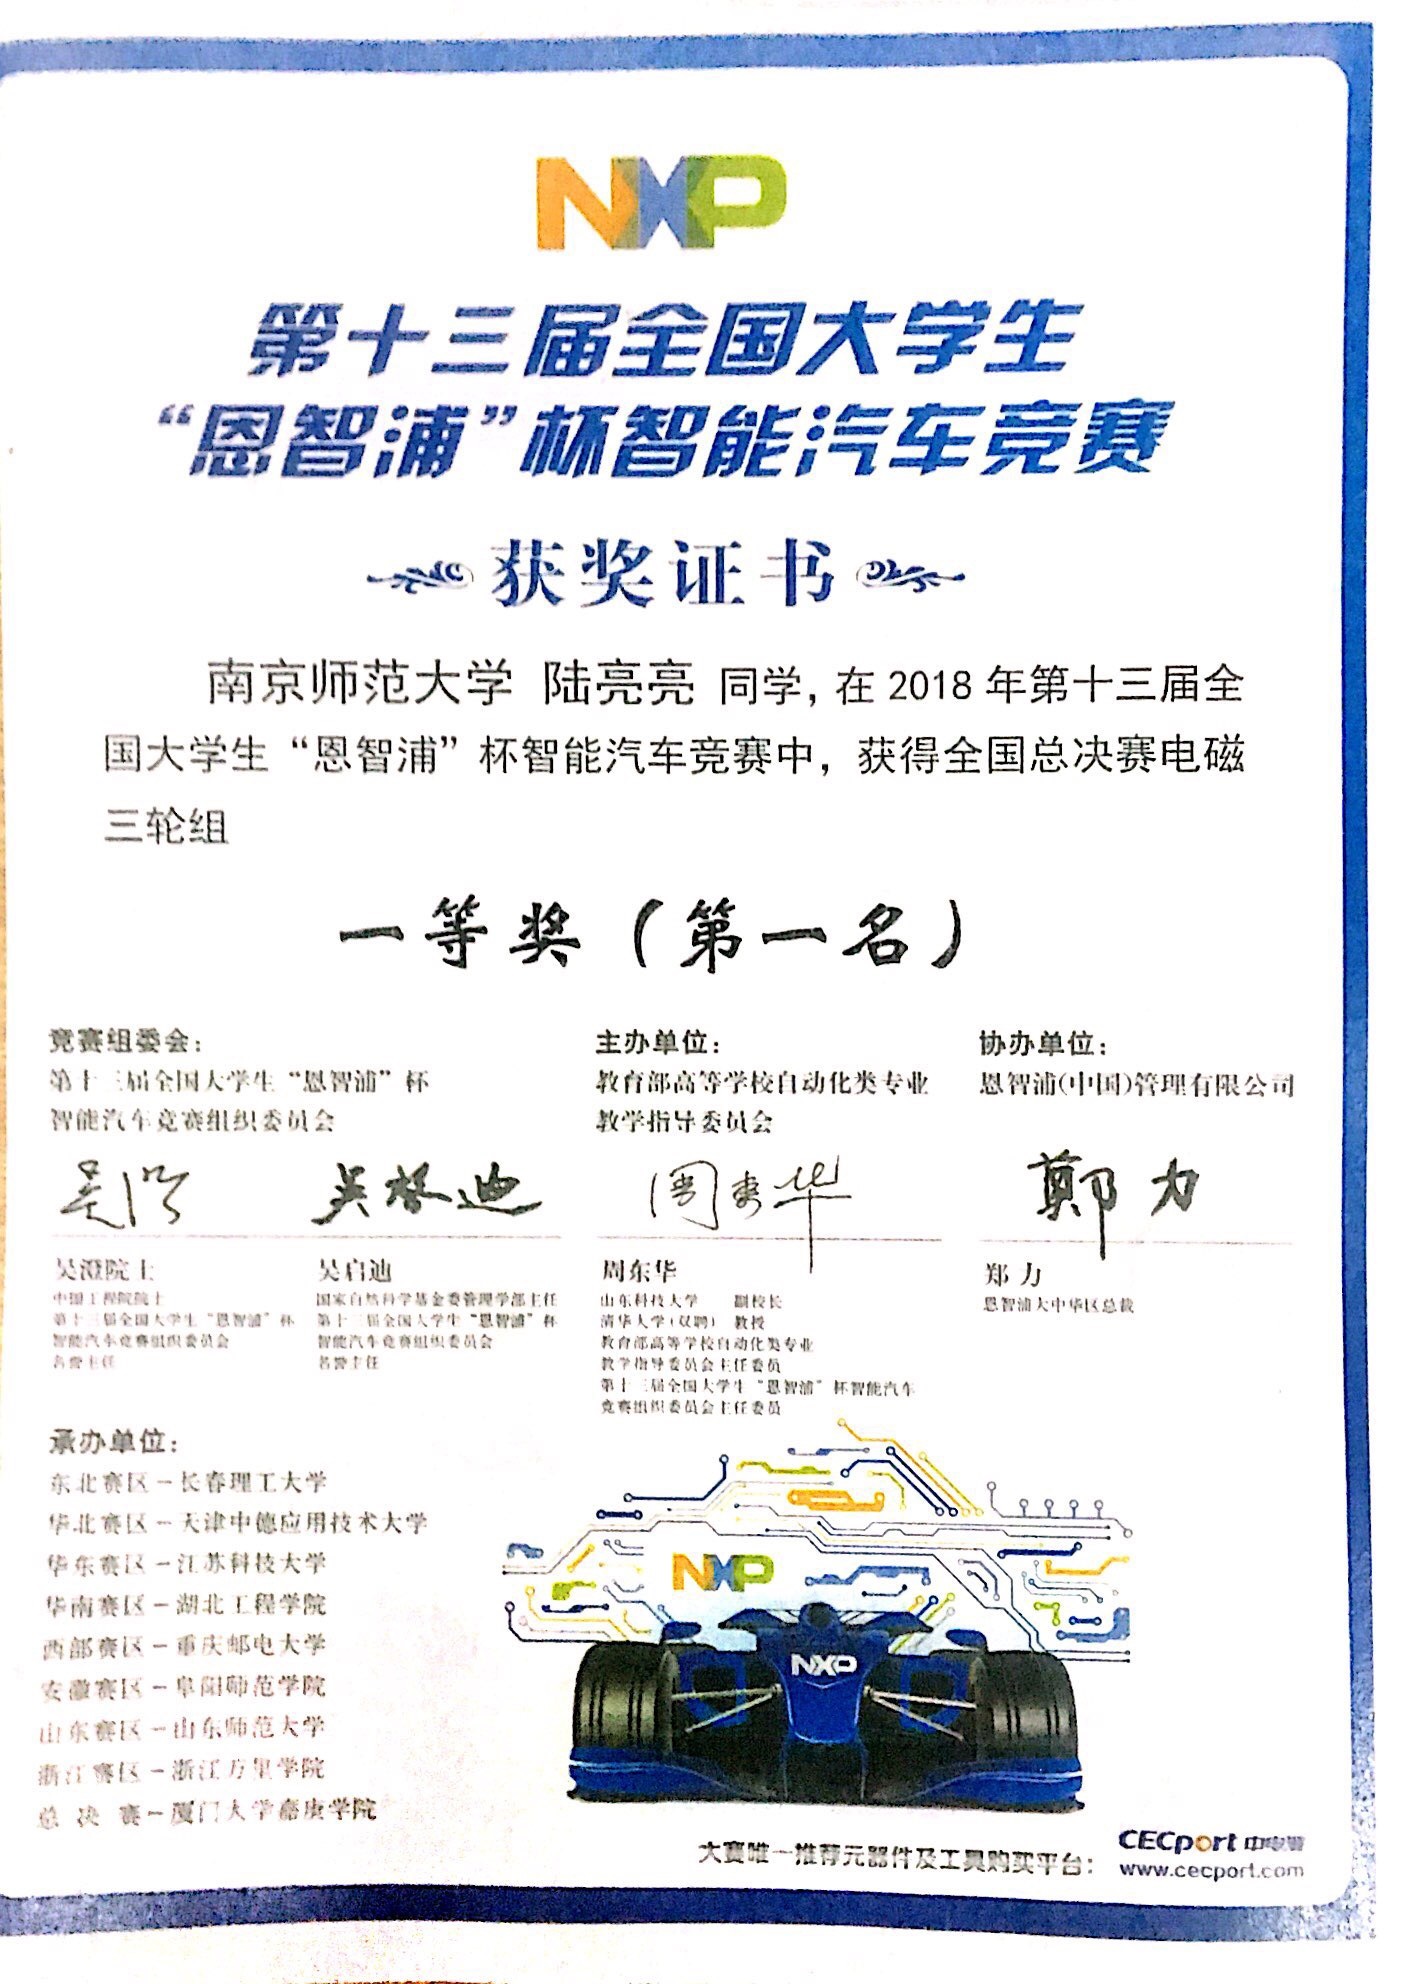 NXP
第十三届全国大学生
“恩智浦”杯智能汽车竞赛
获奖证书
南京师范大学 陆亮亮 同学，在 2018 年第十三届全
国大学生“恩智浦”杯智能汽车竞赛中，获得全国总决赛电磁
三轮组
一等奖（第一名）
竞赛组委会：
第十三届全国大学生“恩智浦”杯
智能汽车竞赛组织委员会
主办单位：
教育部高等学校自动化类专业
教学指导委员会
协办单位：
恩智浦(中国)管理有限公司
吴澄
吴启迪
周东华
郑力
吴澄院士
中国工程院院士
第十三届全国大学生“恩智浦”杯
智能汽车竞赛组织委员会
名誉主任
吴启迪
国家自然科学基金委管理学部主任
第十三届全国大学生“恩智浦”杯
智能汽车竞赛组织委员会
名誉主任
周东华
山东科技大学 副校长
清华大学(双聘) 教授
教育部高等学校自动化类专业
教学指导委员会主任委员
第十三届全国大学生“恩智浦”杯智能汽车
竞赛组织委员会主任委员
郑 力
恩智浦大中华区总裁
承办单位：
东北赛区－长春理工大学
华北赛区－天津中德应用技术大学
华东赛区－江苏科技大学
华南赛区－湖北工程学院
西部赛区－重庆邮电大学
安徽赛区－阜阳师范学院
山东赛区－山东师范大学
浙江赛区－浙江万里学院
总 决 赛－厦门大学嘉庚学院
NXP
NXP
大赛唯一推荐元器件及工具购买平台：
CECport 中电港
www.cecport.com